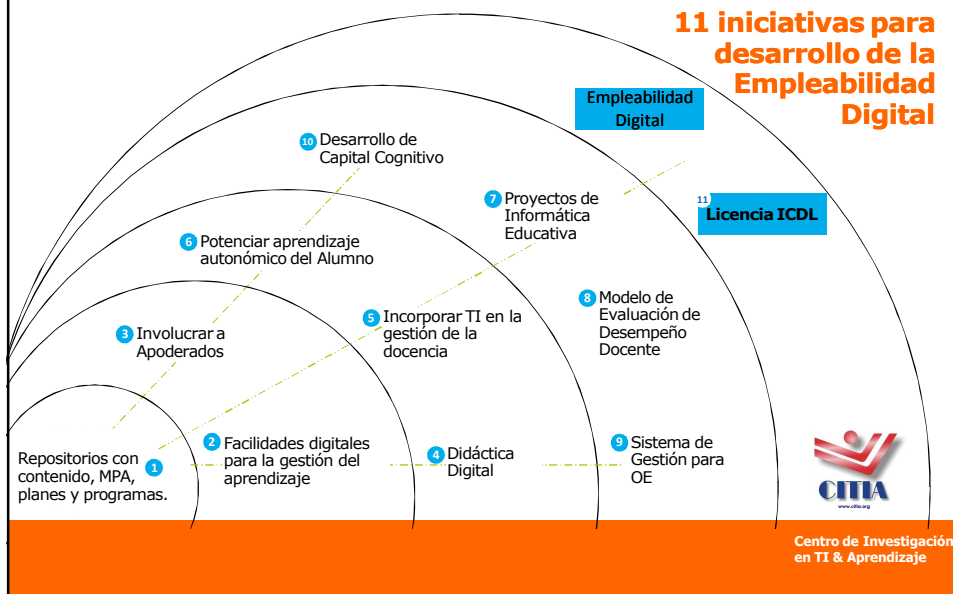 11 iniciativas para
desarrollo de la
Empleabilidad
Digital
Empleabilidad
Digital
10 Desarrollo de
Capital Cognitivo
7 Proyectos de
Informática
Educativa
11
Licencia ICDL
6 Potenciar aprendizaje
autonómico del Alumno
8 Modelo de
Evaluación de
Desempeño
Docente
5 Incorporar TI en la
gestión de la
docencia
3 Involucrar a
Apoderados
2 Facilidades digitales
para la gestión del
aprendizaje
4 Didáctica
Digital
9 Sistema de
Gestión para
OE
Repositorios con
contenido, MPA, 1
planes y programas.
CITIA
www.citia.org
Centro de Investigación
en TI & Aprendizaje